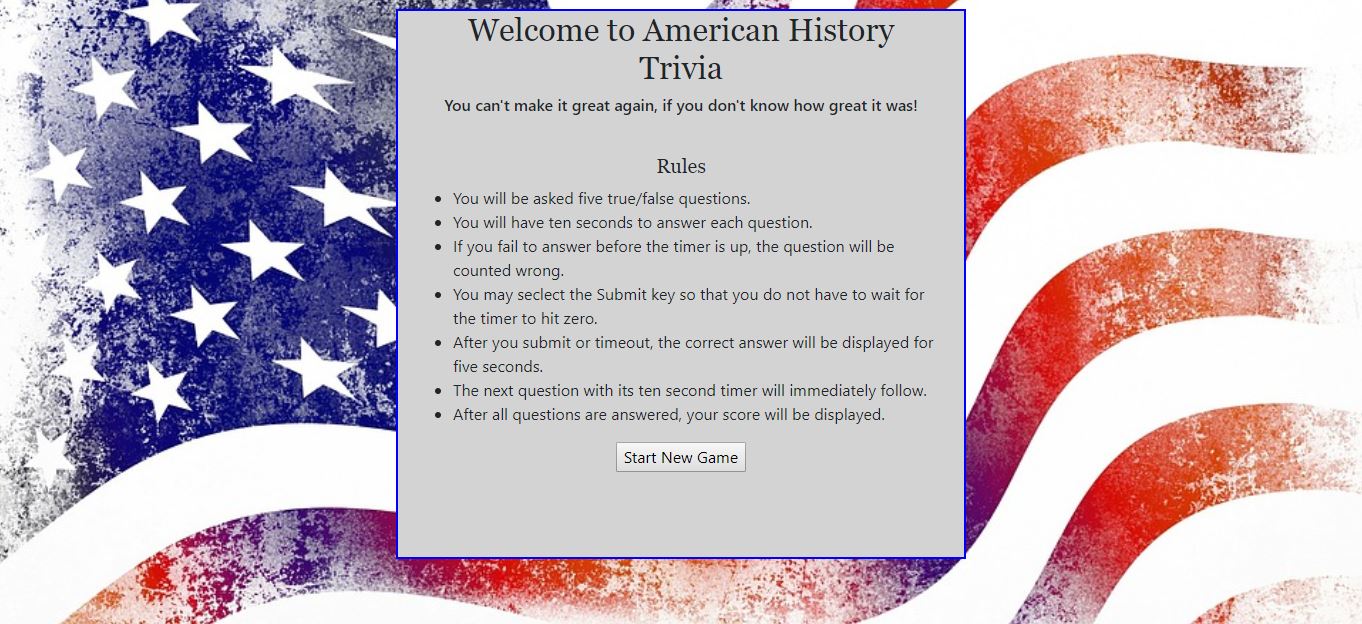 Welcome to American History
Trivia
You can't make it great again, if you don't know how great it was!
Rules
• You will be asked five true/false questions.
• You will have ten seconds to answer each question.
• If you fail to answer before the timer is up, the question will be
counted wrong.
• You may seclect the Submit key so that you do not have to wait for
the timer to hit zero.
• After you submit or timeout, the correct answer will be displayed for
five seconds.
• The next question with its ten second timer will immediately follow.
• After all questions are answered, your score will be displayed.
Start New Game